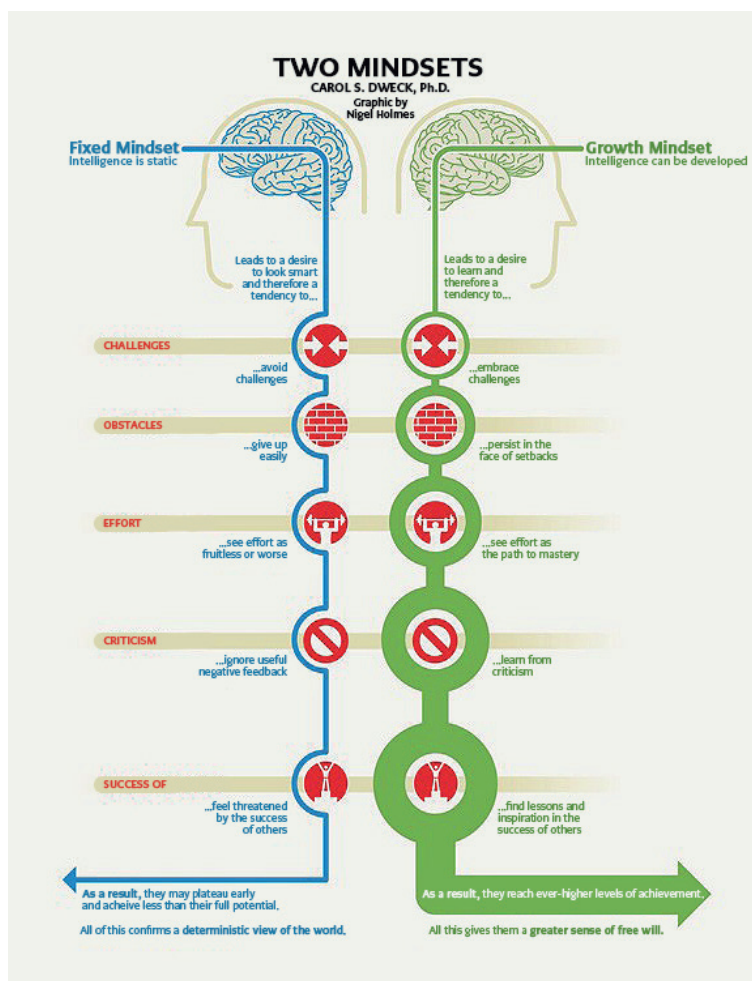 TWO MINDSETS
CAROL S. DWECK, Ph.D.
Graphic by
Nigel Holmes
Fixed Mindset
Intelligence is static
Growth Mindset
Intelligence can be developed
Leads to a desire
to look smart
and therefore a
tendency to...
Leads to a desire
to learn and
therefore a
tendency to...
CHALLENGES
...avoid
challenges
...embrace
challenges
OBSTACLES
...give up
easily
...persist in the
face of setbacks
EFFORT
...see effort as
fruitless or worse
...see effort as
the path to mastery
CRITICISM
...ignore useful
negative feedback
...learn from
criticism
SUCCESS OF
...feel threatened
by the success
of others
...find lessons and
inspiration in the
success of others
As a result, they may plateau early
and acheive less than their full potential.
All of this confirms a deterministic view of the world.
As a result, they reach ever-higher levels of achievement.
All this gives them a greater sense of free will.